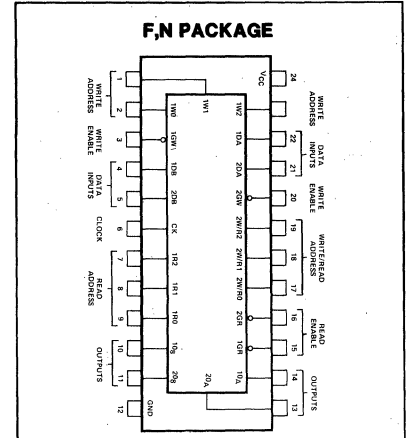 F,N PACKAGE
WRITE ADDRESS
1
2
WRITE ENABLE
3
DATA INPUTS
4
5
CLOCK
6
READ ADDRESS
7
8
9
OUTPUTS
10
11
12
GND
1W1
1W0
1GW
1DB
2DB
CK
1R2
1R1
1R0
1QB
2QB
2QA
VCC
1W2
1DA
2DA
2GW
2W/R2
2W/R1
2W/R0
2GR
1GR
1QA
24
WRITE ADDRESS
22
21
DATA INPUTS
20
WRITE ENABLE
19
18
17
WRITE/READ ADDRESS
16
15
READ ENABLE
14
13
OUTPUTS